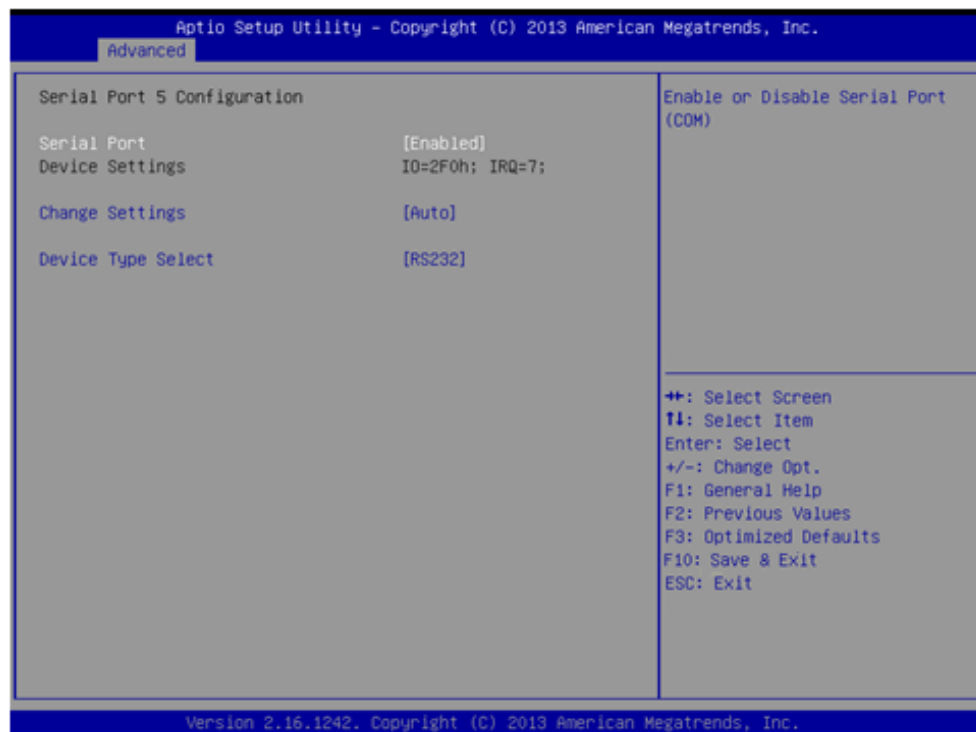 Aptio Setup Utility – Copyright (C) 2013 American Megatrends, Inc.
Advanced
Serial Port 5 Configuration
Serial Port [Enabled]
Device Settings IO=2F0h; IRQ=7;
Change Settings [Auto]
Device Type Select [RS232]
Enable or Disable Serial Port
(COM)
→←: Select Screen
↑↓: Select Item
Enter: Select
+/-: Change Opt.
F1: General Help
F2: Previous Values
F3: Optimized Defaults
F10: Save & Exit
ESC: Exit
Version 2.16.1242. Copyright (C) 2013 American Megatrends, Inc.